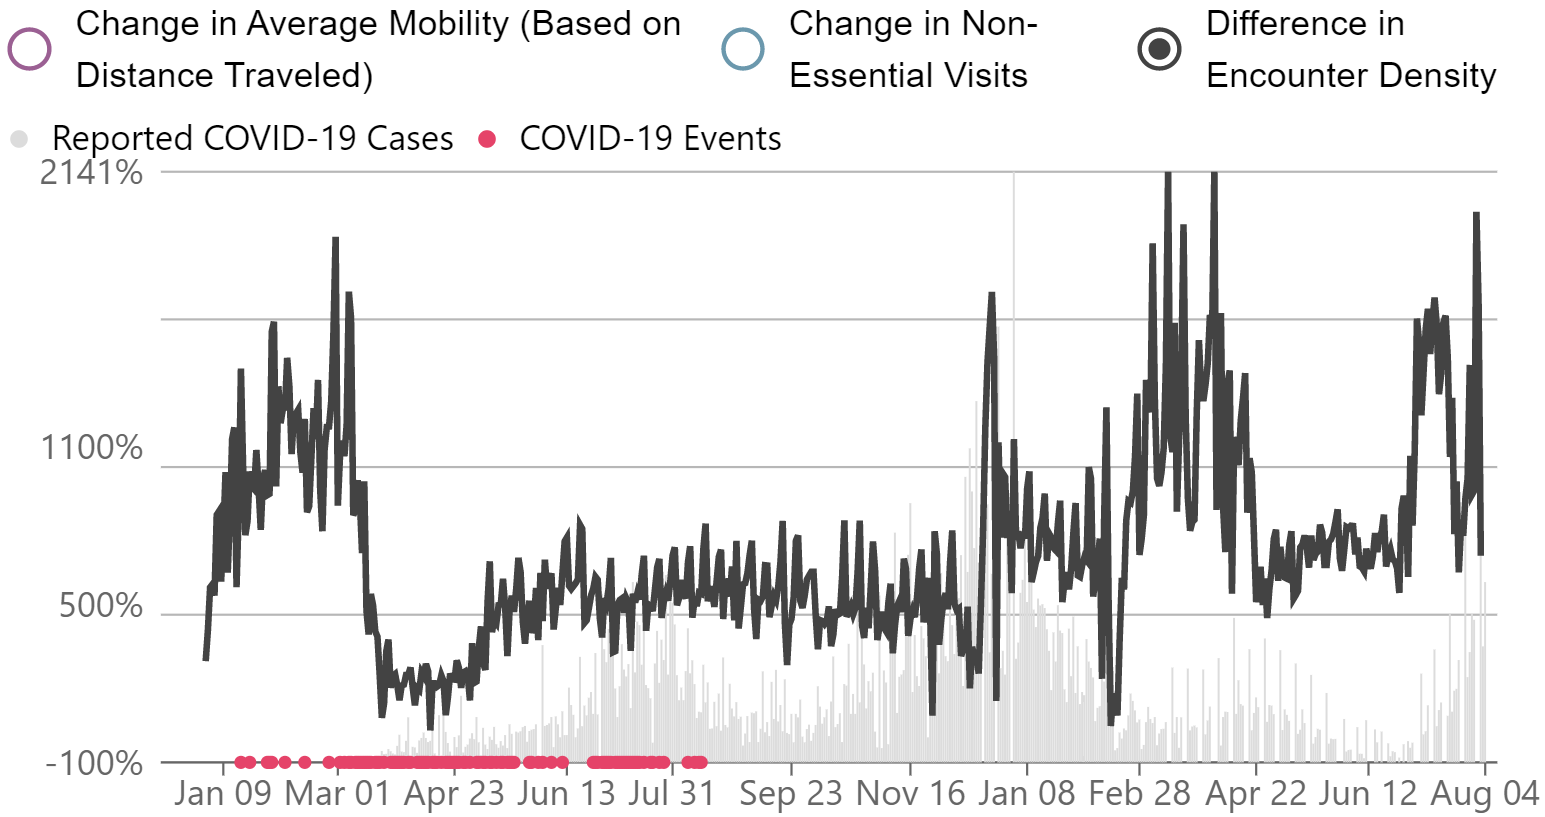 Change in Average Mobility (Based on
Distance Traveled)
Change in Non-
Essential Visits
Difference in
Encounter Density
Reported COVID-19 Cases
COVID-19 Events
2141%
1100%
500%
-100%
Jan 09 Mar 01 Apr 23 Jun 13 Jul 31 Sep 23 Nov 16 Jan 08 Feb 28 Apr 22 Jun 12 Aug 04